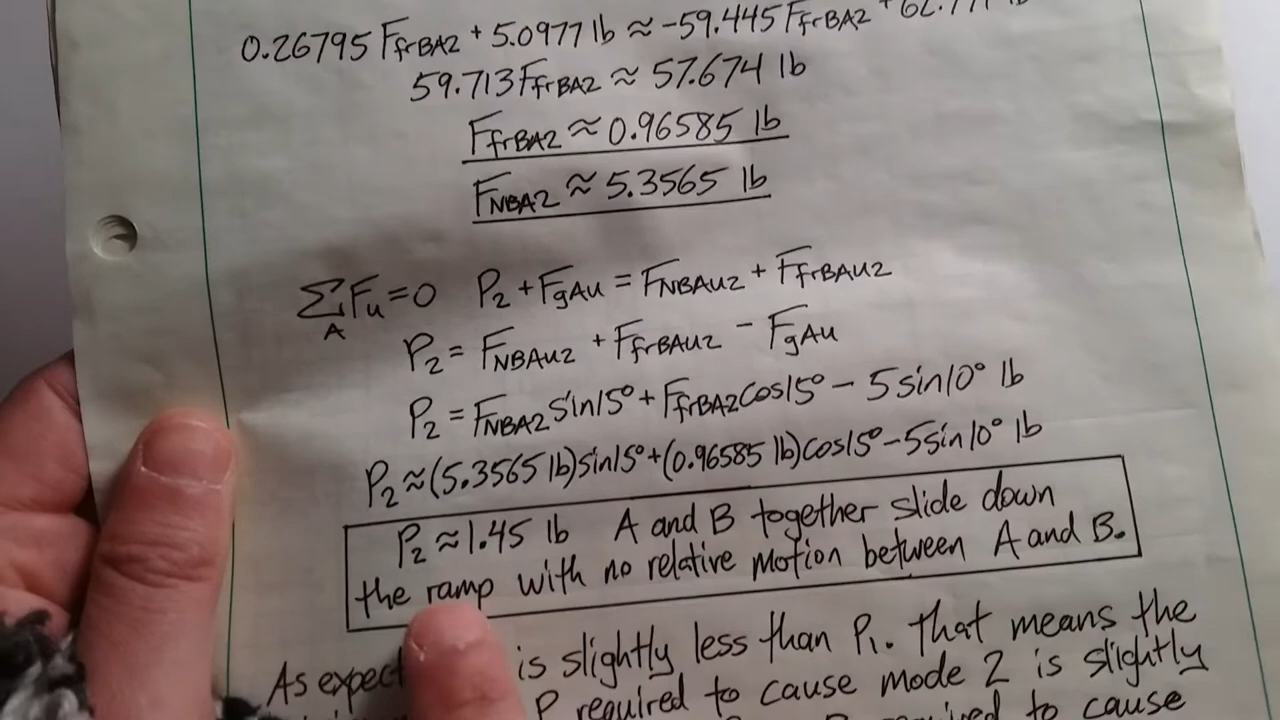 0.26795 FfrBA2 + 5.0977 lb ≈ -59.445 FfrBA2 +
59.713 FfrBA2 ≈ 57.674 lb
FfrBA2 ≈ 0.96585 lb
FNBA2 ≈ 5.3565 lb
ΣFu=0 P2 + FgAu = FNBAu2 + FfrBAu2
A
P2 = FNBAu2 + FfrBAu2 - FgAu
P2 = FNBA2 sin15° + FfrBA2 cos15° - 5 sin10° lb
P2 ≈ (5.3565 lb) sin15° + (0.96585 lb) cos15° - 5 sin10° lb
P2 ≈ 1.45 lb A and B together slide down
the ramp with no relative motion between A and B.
As expect is slightly less than P1. That means the
P required to cause mode 2 is slightly
to cause